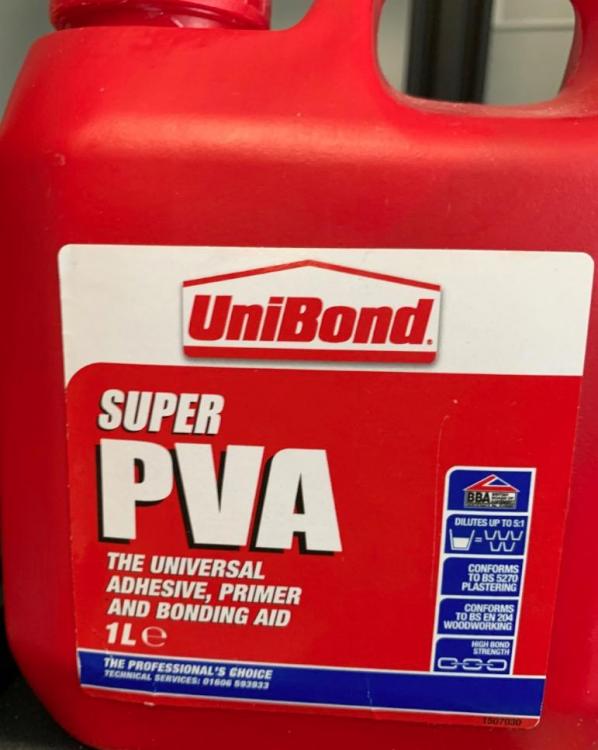 UniBond.
SUPER
PVA
THE UNIVERSAL
ADHESIVE, PRIMER
AND BONDING AID
1L e
THE PROFESSIONAL'S CHOICE
TECHNICAL SERVICES: 01606 593933
BBA
DILUTES UP TO 5:1
=
CONFORMS
TO BS 5270
PLASTERING
CONFORMS
TO BS EN 204
WOODWORKING
HIGH BOND
STRENGTH
1507030